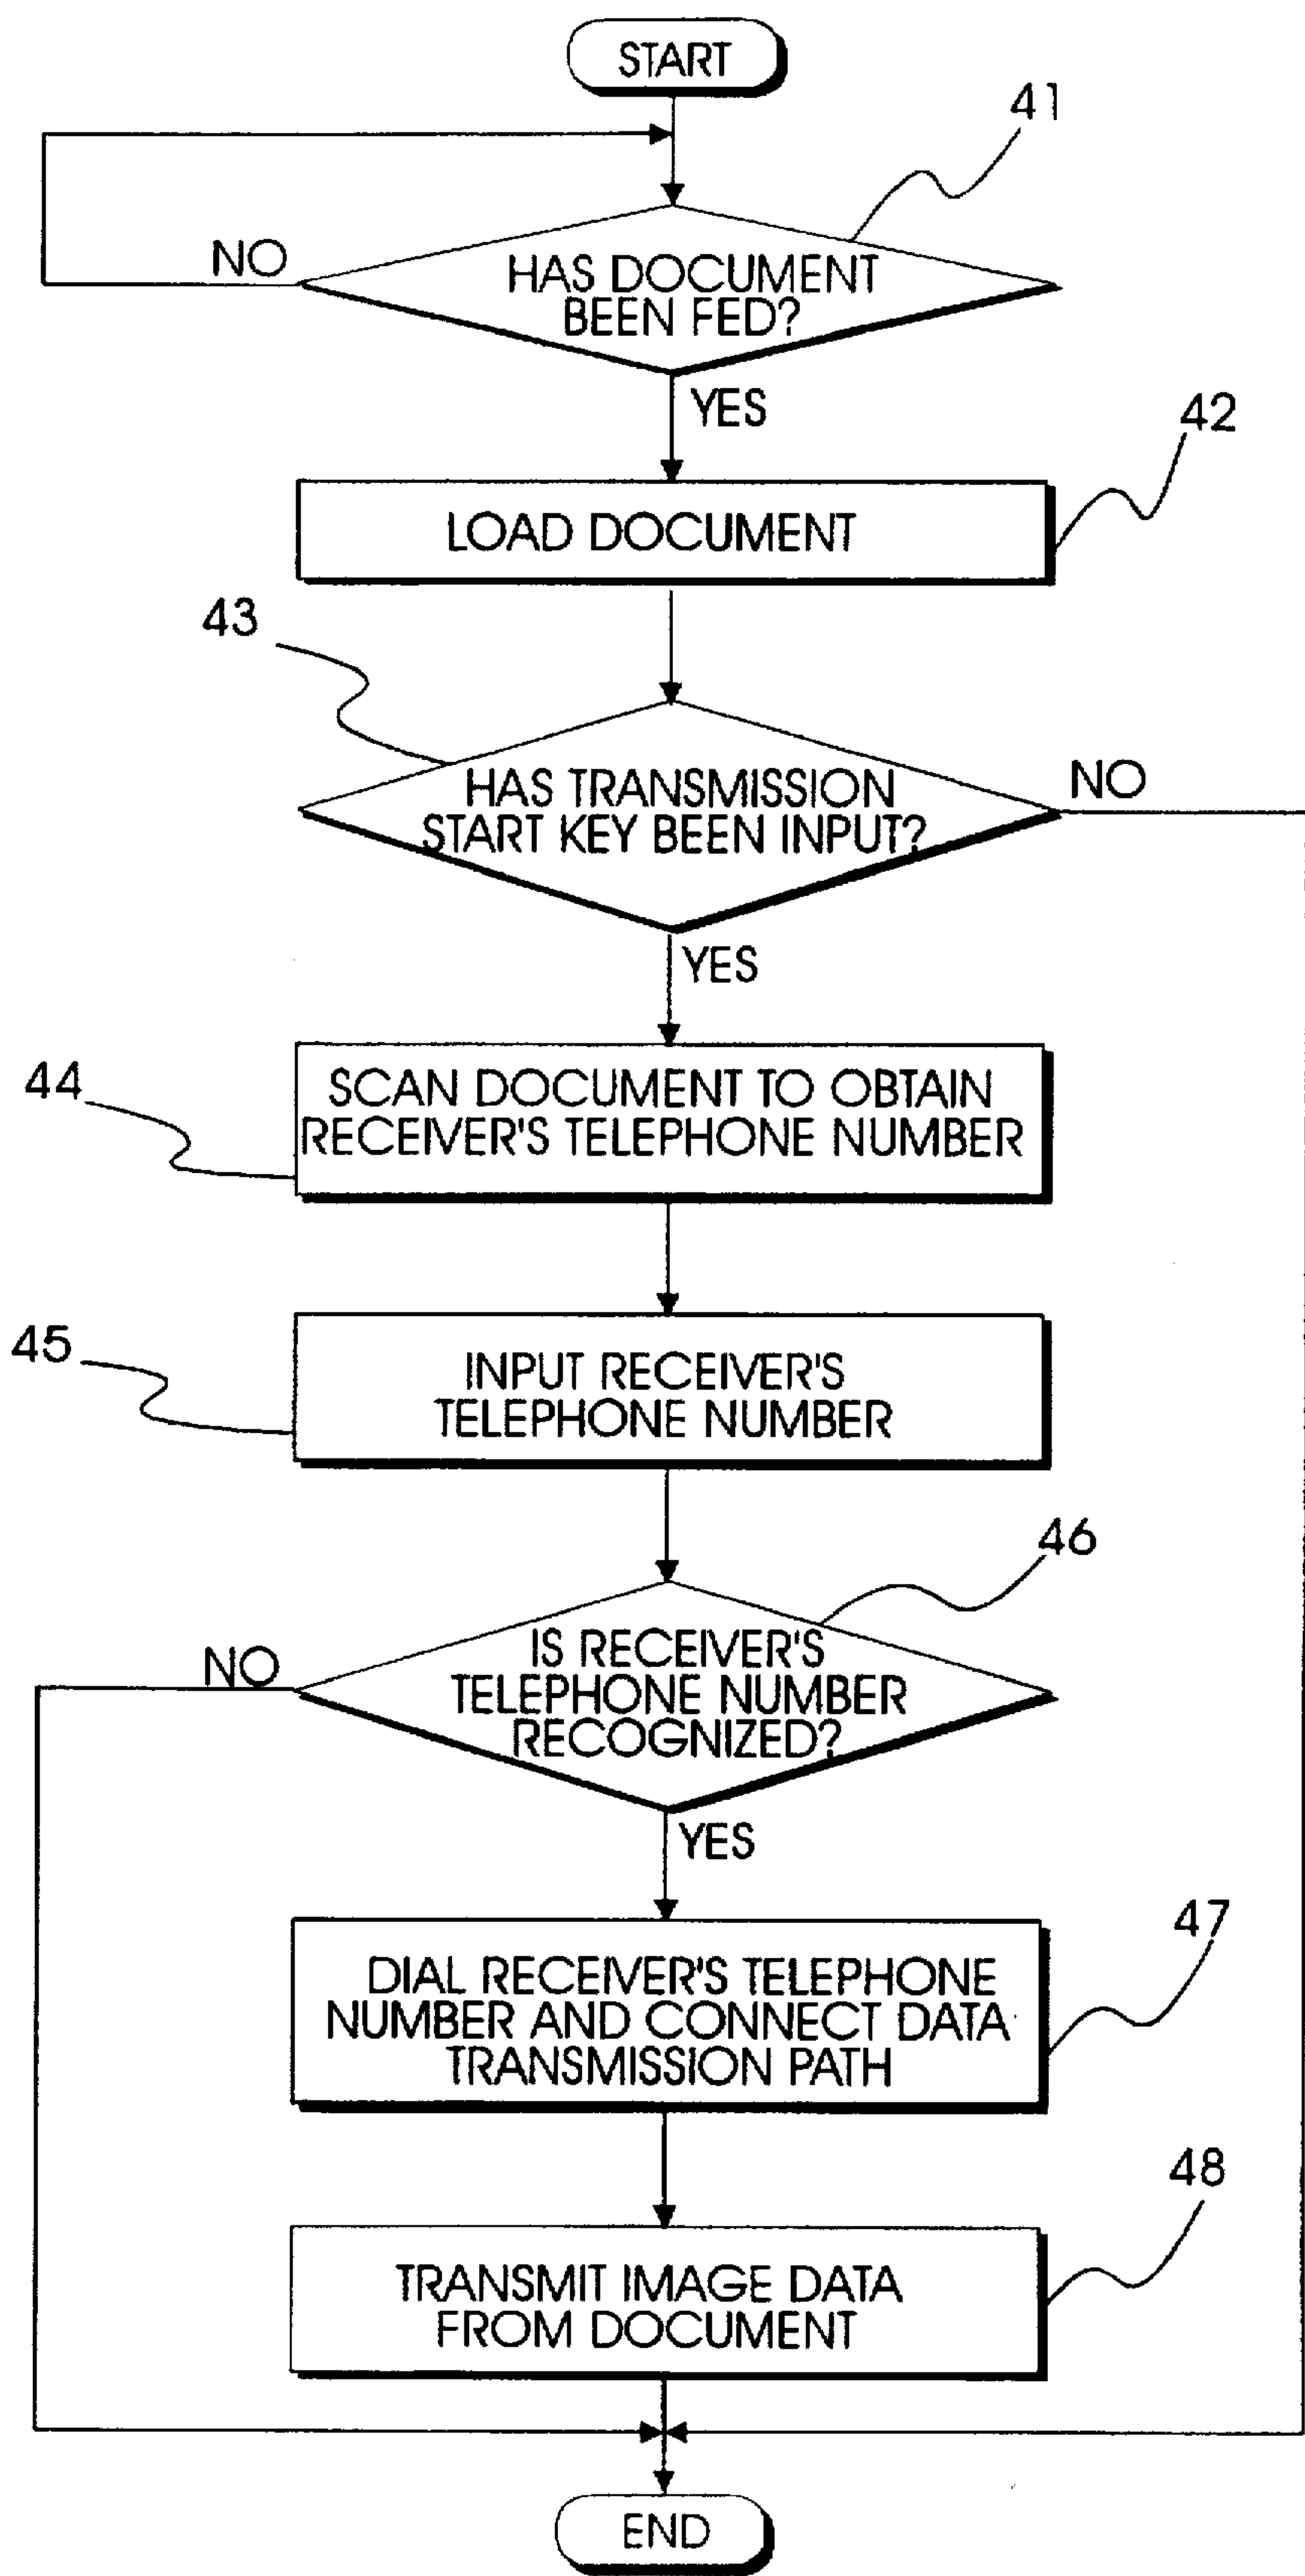 START
41
NO
HAS DOCUMENT
BEEN FED?
YES
42
LOAD DOCUMENT
43
HAS TRANSMISSION
START KEY BEEN INPUT?
NO
YES
44
SCAN DOCUMENT TO OBTAIN
RECEIVER'S TELEPHONE NUMBER
45
INPUT RECEIVER'S
TELEPHONE NUMBER
46
NO
IS RECEIVER'S
TELEPHONE NUMBER
RECOGNIZED?
YES
47
DIAL RECEIVER'S TELEPHONE
NUMBER AND CONNECT DATA
TRANSMISSION PATH
48
TRANSMIT IMAGE DATA
FROM DOCUMENT
END